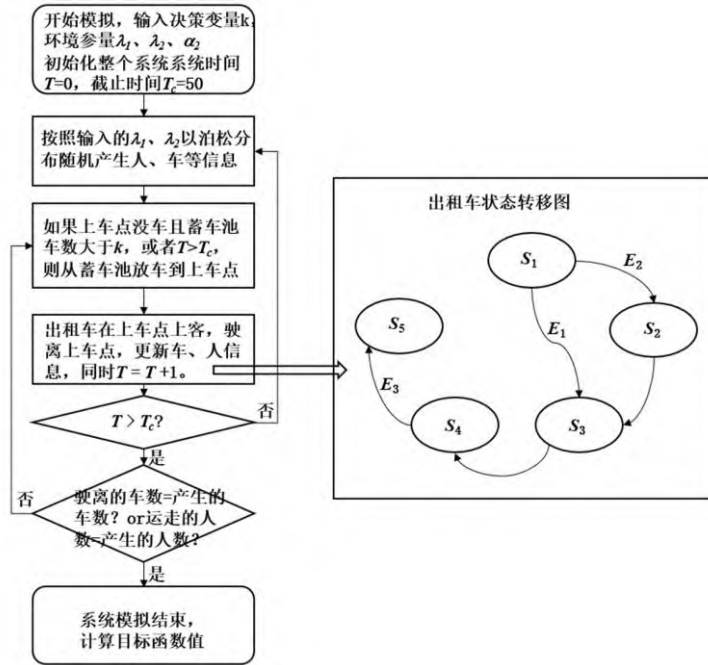 开始模拟，输入决策变量k，
环境参量λ₁、λ₂、α₂
初始化整个系统系统时间
T=0，截止时间T_c=50
按照输入的λ₁、λ₂以泊松分
布随机产生人、车等信息
如果上车点没车且蓄车池
车数大于k，或者T>T_c，
则从蓄车池放车到上车点
出租车在上车点上客，驶
离上车点，更新车、人信
息，同时T = T +1。
T > T_c?
否
是
否
驶离的车数=产生的
车数？or运走的人
数=产生的人数?
是
系统模拟结束，
计算目标函数值
出租车状态转移图
S₁
E₂
S₂
E₁
S₅
E₃
S₄
S₃